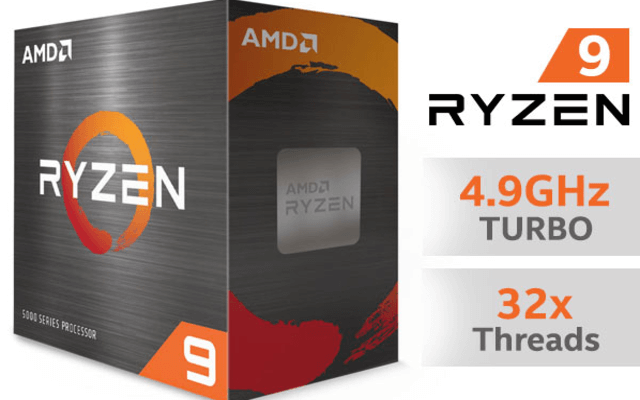 AMD
RYZEN
5000 SERIES PROCESSOR
9
AMD
AMD
RYZEN
9
RYZEN
4.9GHz
TURBO
32x
Threads